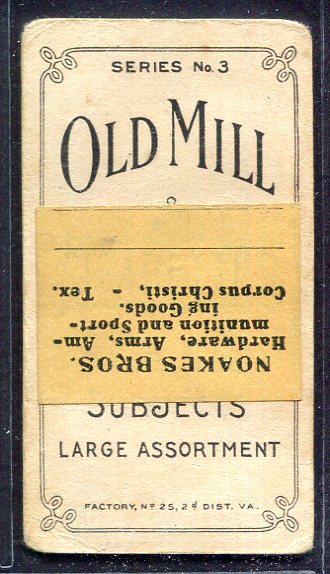 SERIES No. 3
OLD MILL
NOAKES BROS.
Hardware, Arms, Am-
munition and Sport-
ing Goods.
Corpus Christi, - Tex.
SUBJECTS
LARGE ASSORTMENT
FACTORY, Nº 25, 2d DIST. VA.